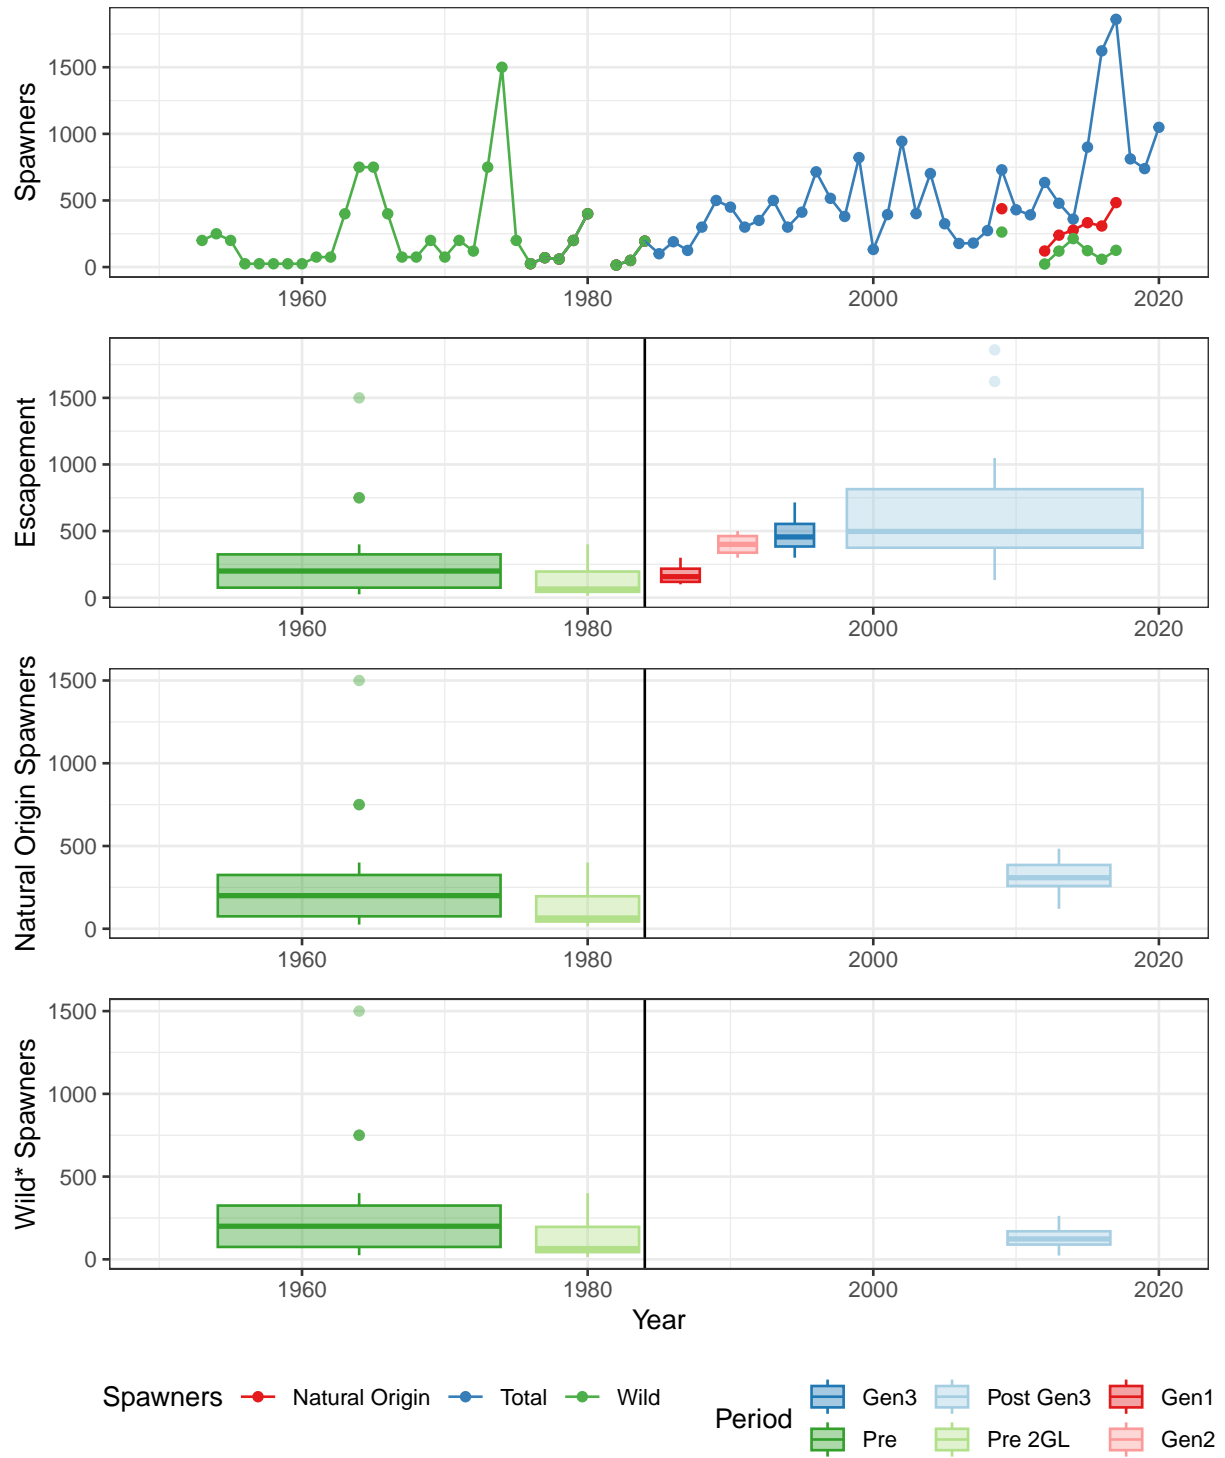 Spawners
1500
1000
500
0
1960 1980 2000 2020
Escapement
1500
1000
500
0
1960 1980 2000 2020
Natural Origin Spawners
1500
1000
500
0
1960 1980 2000 2020
Wild* Spawners
1500
1000
500
0
1960 1980 2000 2020
Year
Spawners Natural Origin Total Wild
Period
Gen3 Post Gen3 Gen1
Pre Pre 2GL Gen2